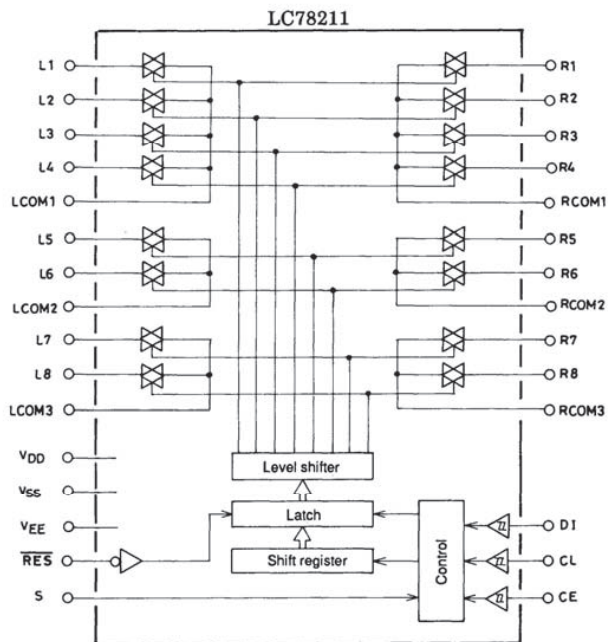 LC78211
L1
R1
L2
R2
L3
R3
L4
R4
LCOM1
RCOM1
L5
R5
L6
R6
LCOM2
RCOM2
L7
R7
L8
R8
LCOM3
RCOM3
VDD
Level shifter
VSS
Latch
VEE
DI
RES
Shift register
Control
CL
S
CE